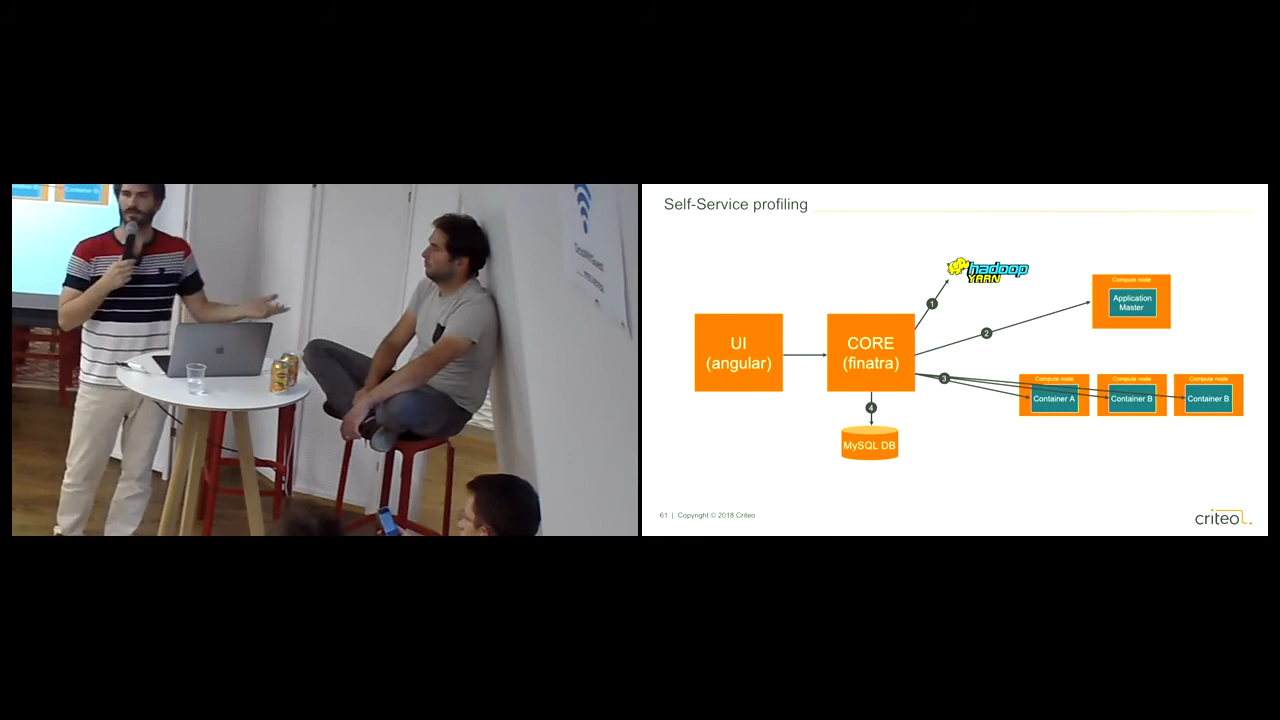 Self-Service profiling
hadoop
YARN
1
Compute node
Application
Master
2
UI
(angular)
CORE
(finatra)
3
Compute node
Compute node
Compute node
Container A
Container B
Container B
4
MySQL DB
61 | Copyright © 2018 Criteo
criteo
Container B